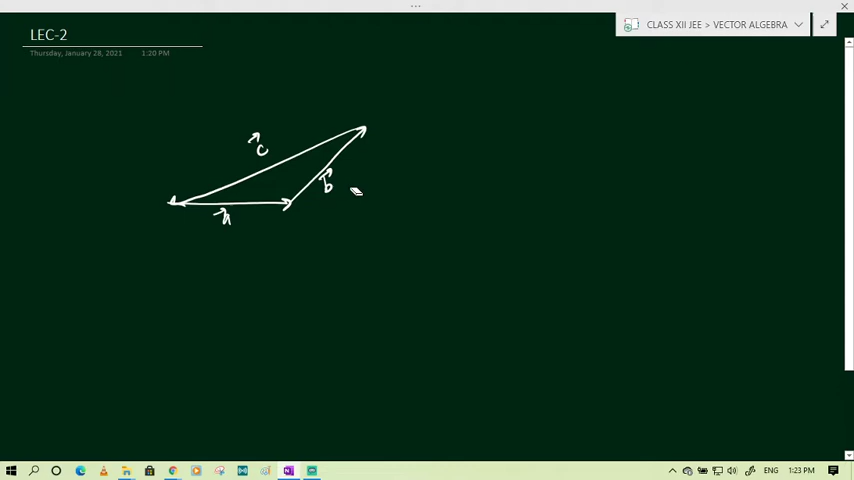 ...
CLASS XII JEE > VECTOR ALGEBRA
LEC-2
Thursday, January 28, 2021 1:20 PM
c
b
a
ENG 1:23 PM